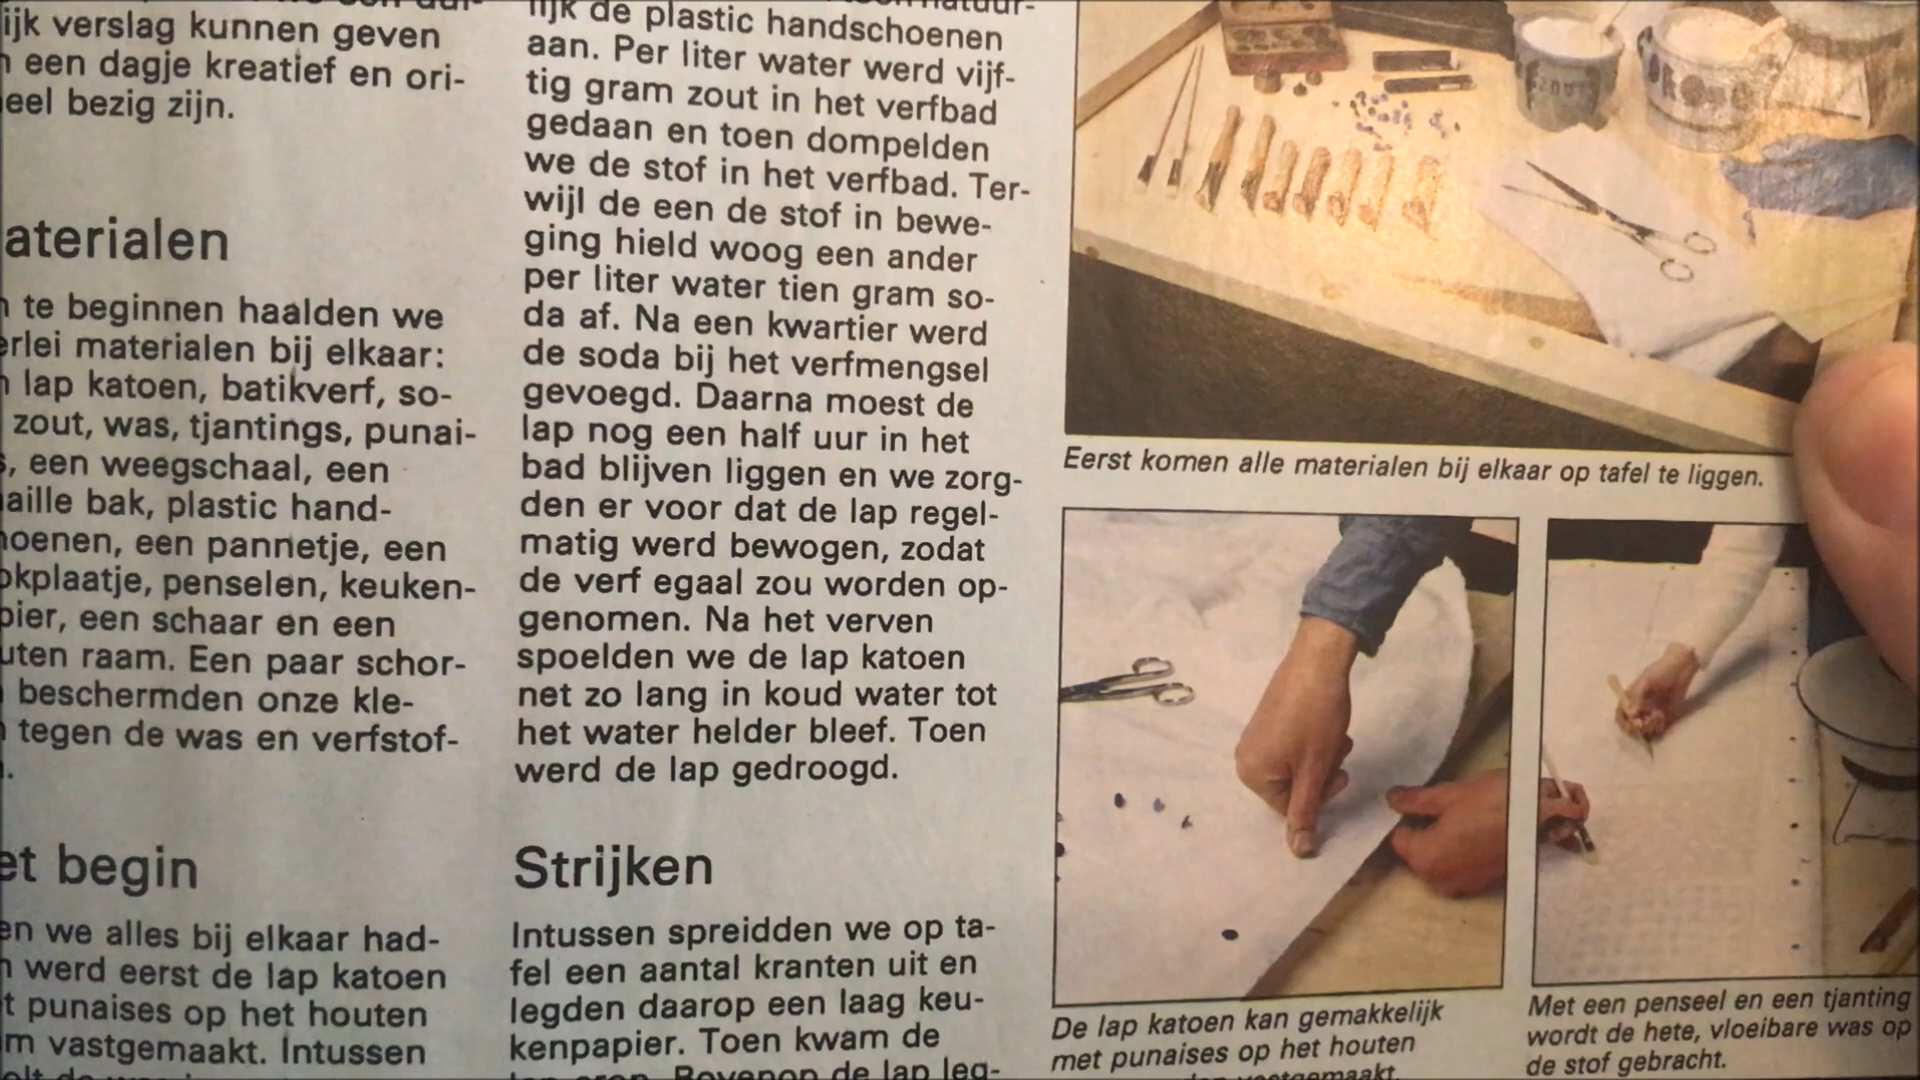 ijk verslag kunnen geven
een dagje kreatief en ori-
eel bezig zijn.
aterialen
te beginnen haalden we
erlei materialen bij elkaar:
lap katoen, batikverf, so-
zout, was, tjantings, punai-
, een weegschaal, een
aille bak, plastic hand-
oenen, een pannetje, een
okplaatje, penselen, keuken-
pier, een schaar en een
uten raam. Een paar schor-
beschermden onze kle-
tegen de was en verfstof-
.
et begin
en we alles bij elkaar had-
werd eerst de lap katoen
t punaises op het houten
m vastgemaakt. Intussen
lijk de plastic handschoenen
aan. Per liter water werd vijf-
tig gram zout in het verfbad
gedaan en toen dompelden
we de stof in het verfbad. Ter-
wijl de een de stof in bewe-
ging hield woog een ander
per liter water tien gram so-
da af. Na een kwartier werd
de soda bij het verfmengsel
gevoegd. Daarna moest de
lap nog een half uur in het
bad blijven liggen en we zorg-
den er voor dat de lap regel-
matig werd bewogen, zodat
de verf egaal zou worden op-
genomen. Na het verven
spoelden we de lap katoen
net zo lang in koud water tot
het water helder bleef. Toen
werd de lap gedroogd.
Strijken
Intussen spreidden we op ta-
fel een aantal kranten uit en
legden daarop een laag keu-
kenpapier. Toen kwam de
lap erop. Bovenop de lap leg-
Eerst komen alle materialen bij elkaar op tafel te liggen.
De lap katoen kan gemakkelijk
met punaises op het houten
vastgemaakt.
Met een penseel en een tjanting
wordt de hete, vloeibare was op
de stof gebracht.